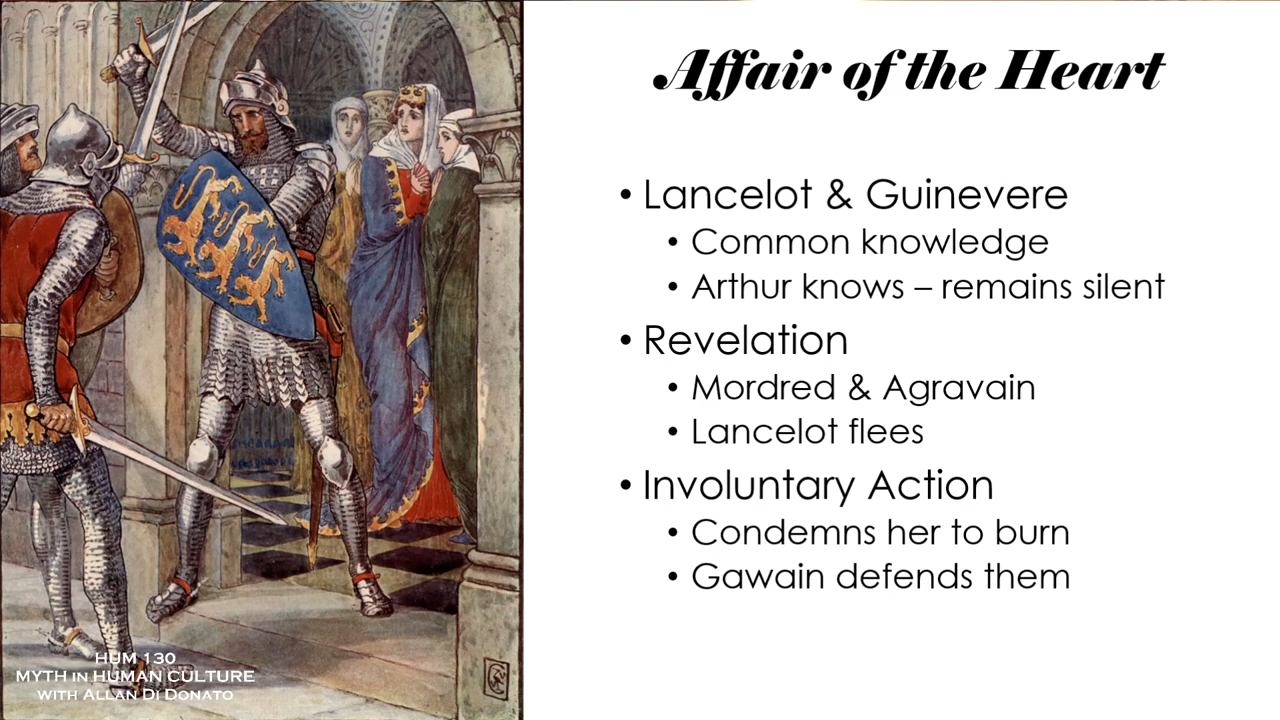 Affair of the Heart
• Lancelot & Guinevere
• Common knowledge
• Arthur knows – remains silent
• Revelation
• Mordred & Agravain
• Lancelot flees
• Involuntary Action
• Condemns her to burn
• Gawain defends them
HUM 130
MYTH IN HUMAN CULTURE
WITH ALLAN DI DONATO